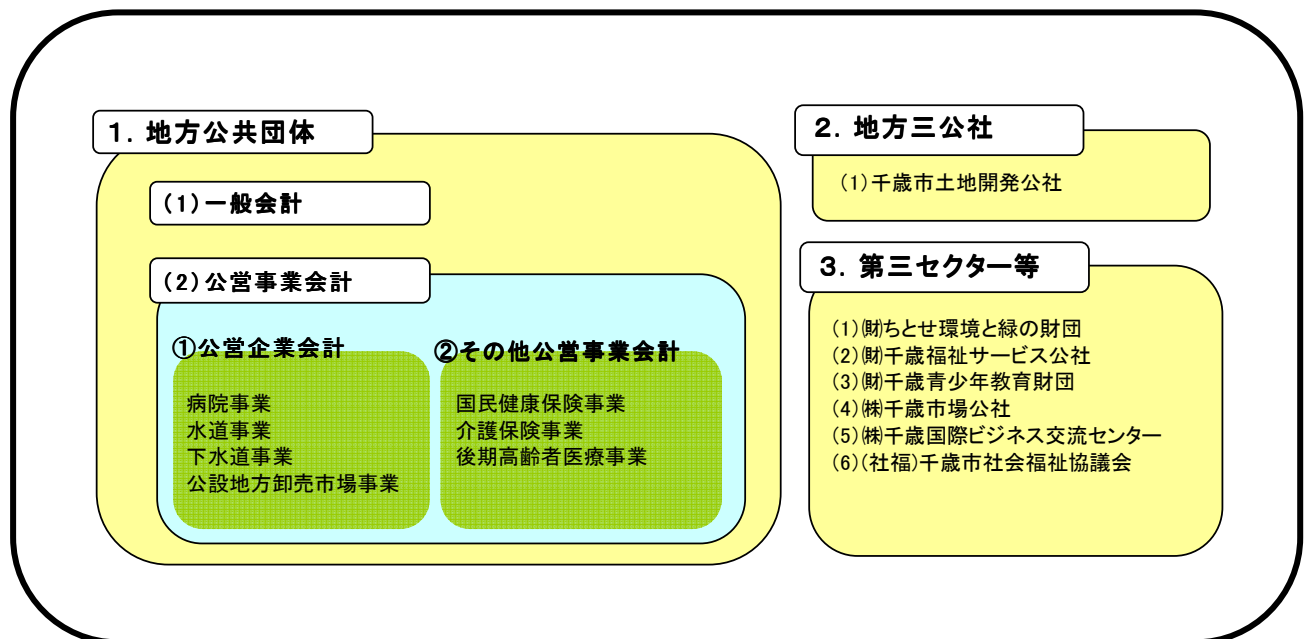 １．地方公共団体
（１）一般会計
（２）公営事業会計
①公営企業会計
病院事業
水道事業
下水道事業
公設地方卸売市場事業
②その他公営事業会計
国民健康保険事業
介護保険事業
後期高齢者医療事業
２．地方三公社
（１）千歳市土地開発公社
３．第三セクター等
（１）㈶ちとせ環境と緑の財団
（２）㈶千歳福祉サービス公社
（３）㈶千歳青少年教育財団
（４）㈱千歳市場公社
（５）㈱千歳国際ビジネス交流センター
（６）（社福）千歳市社会福祉協議会